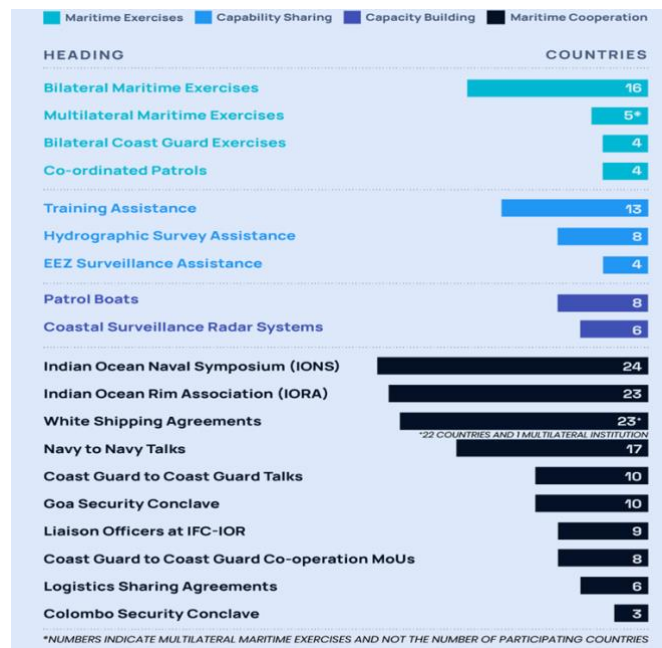 Maritime Exercises Capability Sharing Capacity Building Maritime Cooperation
HEADING COUNTRIES
Bilateral Maritime Exercises 16
Multilateral Maritime Exercises 5*
Bilateral Coast Guard Exercises 4
Co-ordinated Patrols 4
Training Assistance 13
Hydrographic Survey Assistance 8
EEZ Surveillance Assistance 4
Patrol Boats 8
Coastal Surveillance Radar Systems 6
Indian Ocean Naval Symposium (IONS) 24
Indian Ocean Rim Association (IORA) 23
White Shipping Agreements 23*
*22 COUNTRIES AND 1 MULTILATERAL INSTITUTION
Navy to Navy Talks 17
Coast Guard to Coast Guard Talks 10
Goa Security Conclave 10
Liaison Officers at IFC-IOR 9
Coast Guard to Coast Guard Co-operation MoUs 8
Logistics Sharing Agreements 6
Colombo Security Conclave 3
*NUMBERS INDICATE MULTILATERAL MARITIME EXERCISES AND NOT THE NUMBER OF PARTICIPATING COUNTRIES